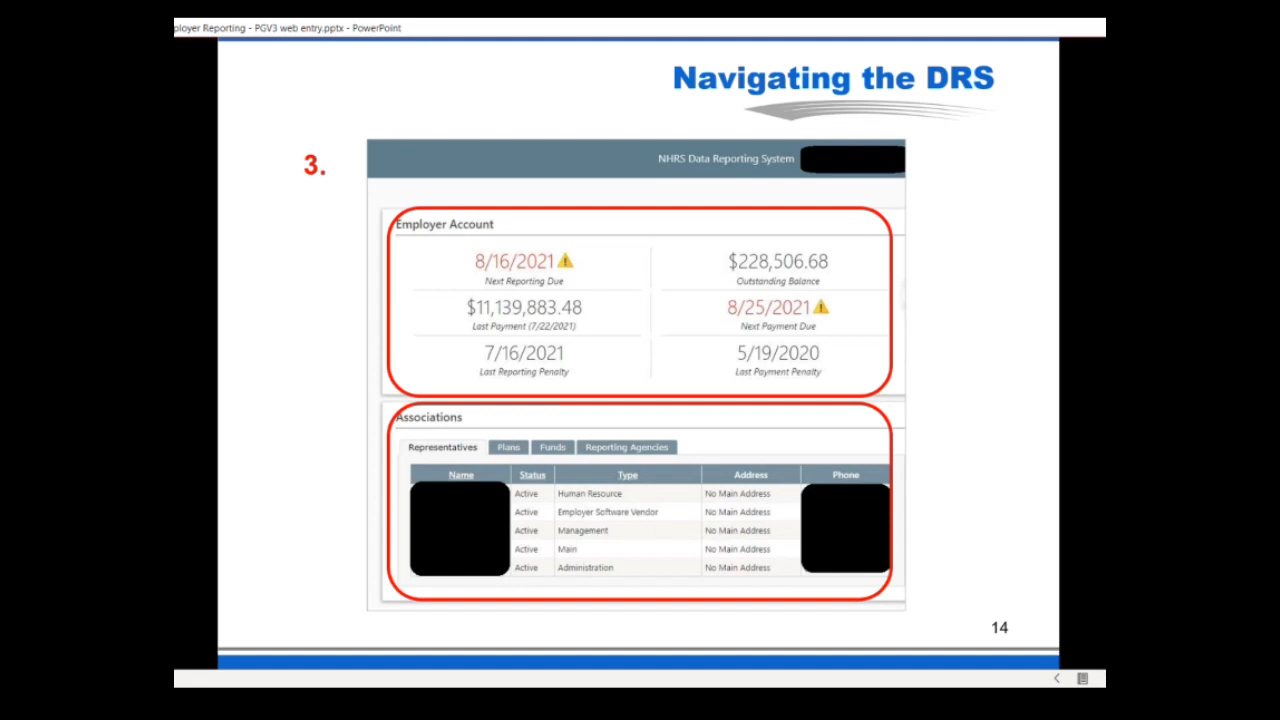 ployer Reporting - PGV3 web entry.pptx - PowerPoint
Navigating the DRS
3.
NHRS Data Reporting System
Employer Account
8/16/2021 $228,506.68
Next Reporting Due Outstanding Balance
$11,139,883.48 8/25/2021
Last Payment (7/22/2021) Next Payment Due
7/16/2021 5/19/2020
Last Reporting Penalty Last Payment Penalty
Associations
Representatives Plans Funds Reporting Agencies
Name Status Type Address Phone
Active Human Resource No Main Address
Active Employer Software Vendor No Main Address
Active Management No Main Address
Active Main No Main Address
Active Administration No Main Address
14